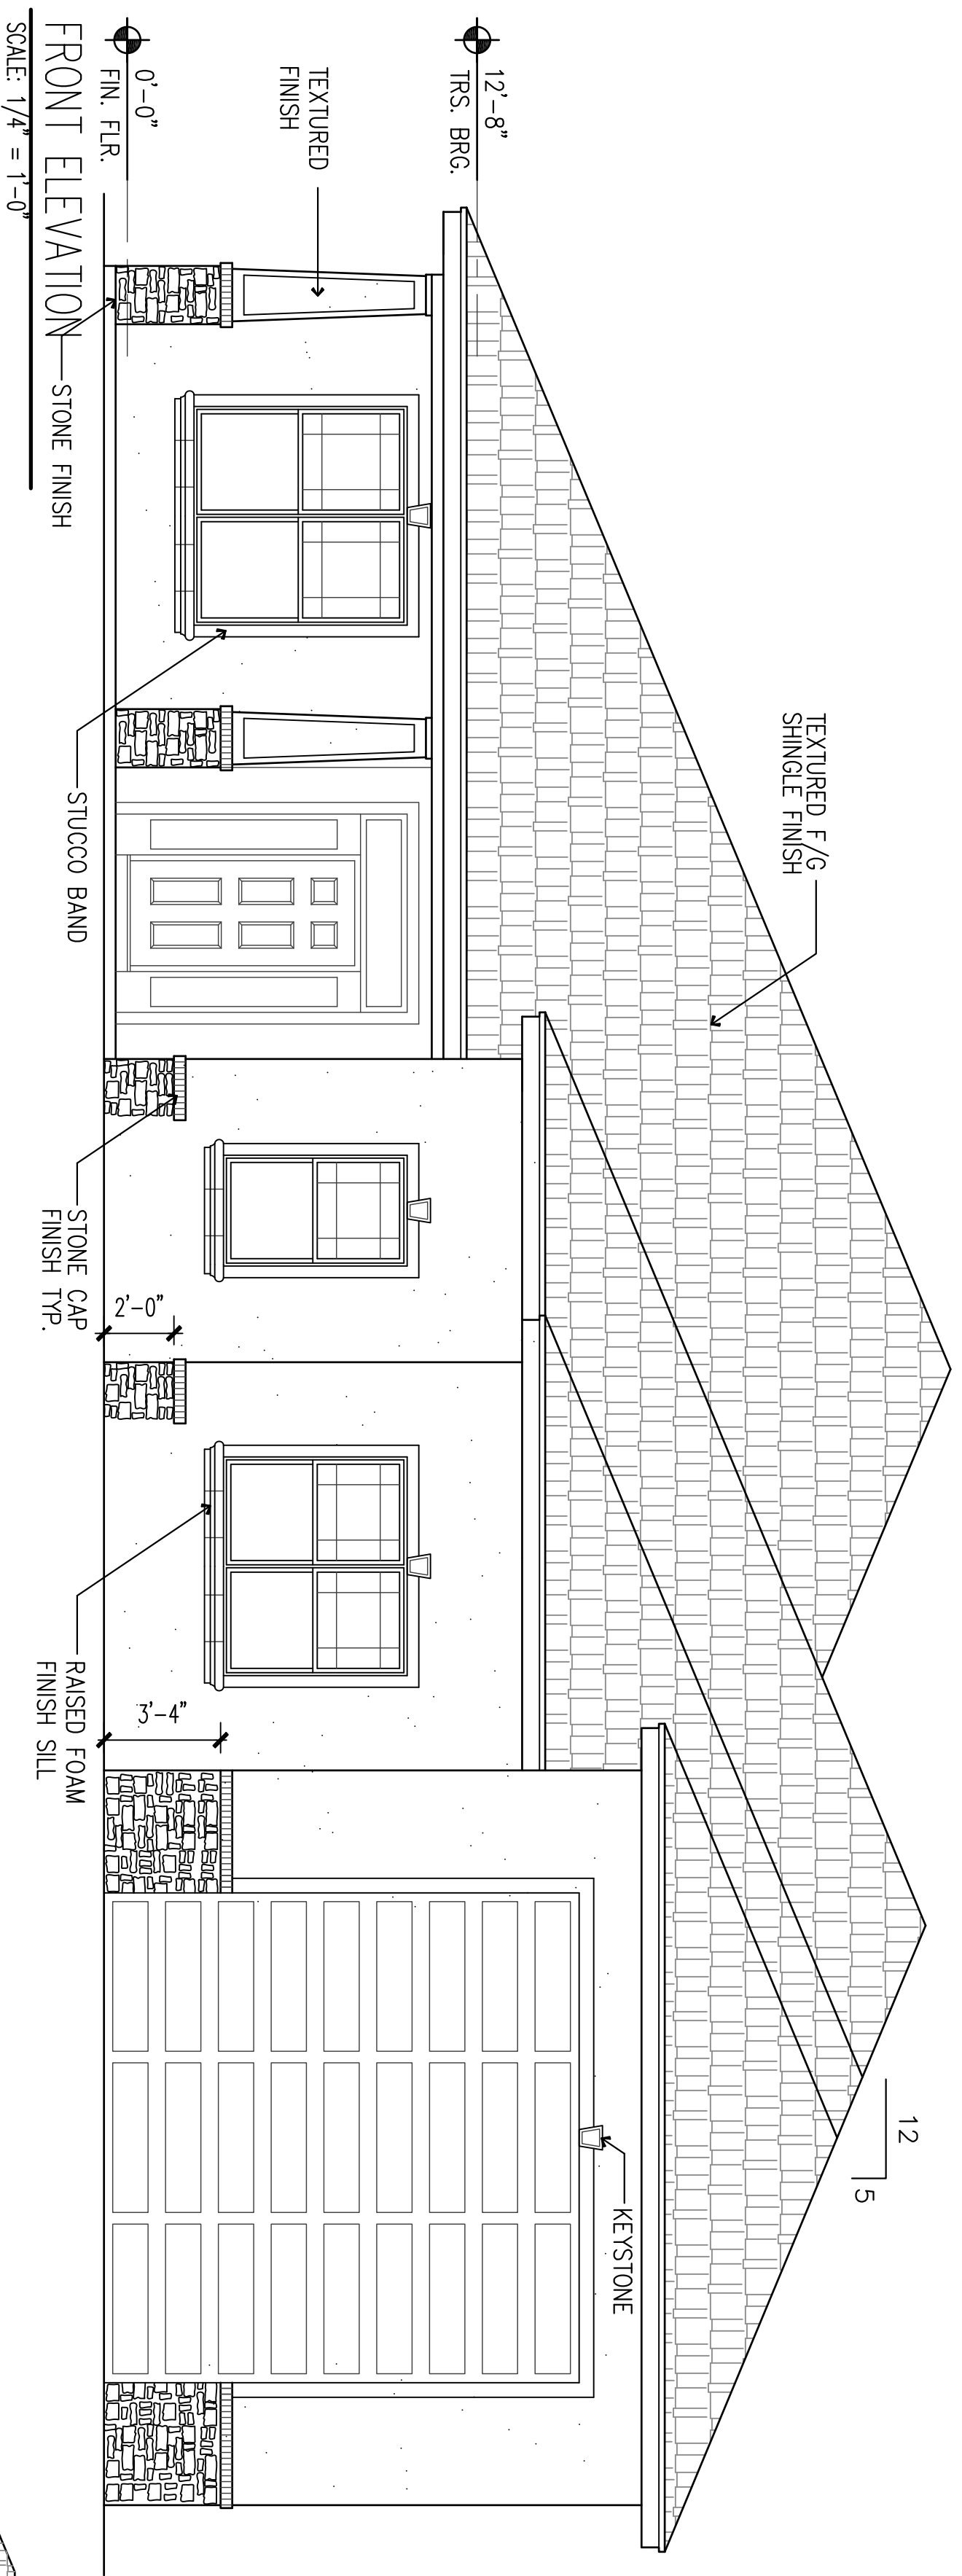 12
5
TEXTURED F/G
SHINGLE FINISH
12'-8"
TRS. BRG.
KEYSTONE
TEXTURED
FINISH
0'-0"
FIN. FLR.
2'-0"
3'-4"
STONE FINISH
STUCCO BAND
STONE CAP
FINISH TYP.
RAISED FOAM
FINISH SILL
FRONT ELEVATION
SCALE: 1/4" = 1'-0"